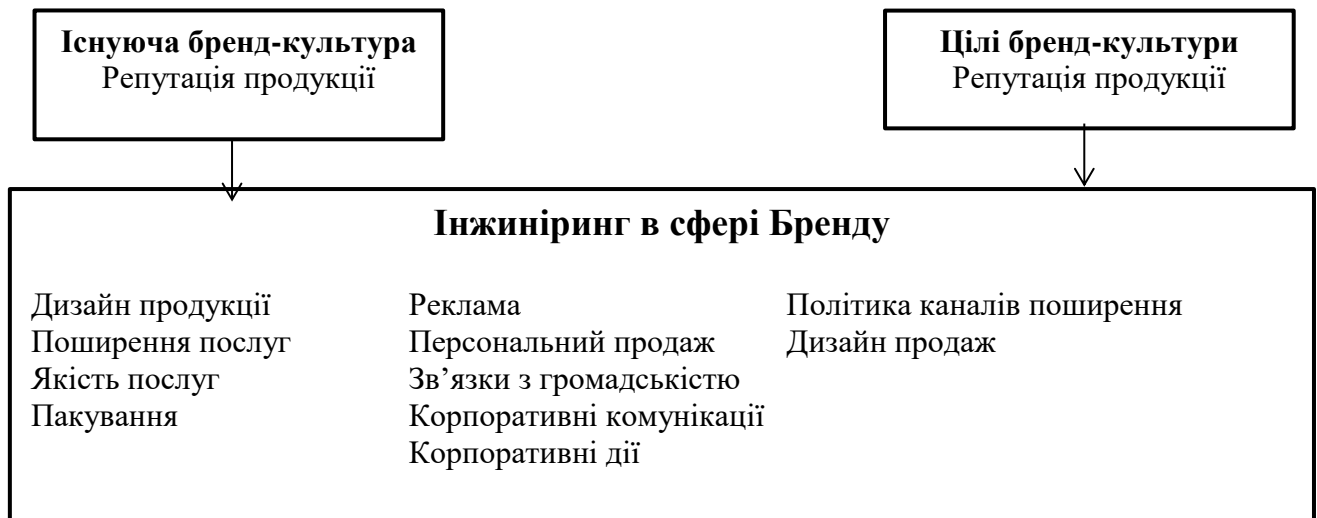 Існуюча бренд-культура
Репутація продукції
Цілі бренд-культури
Репутація продукції
Інжиніринг в сфері Бренду
Дизайн продукції
Поширення послуг
Якість послуг
Пакування
Реклама
Персональний продаж
Зв’язки з громадськістю
Корпоративні комунікації
Корпоративні дії
Політика каналів поширення
Дизайн продаж